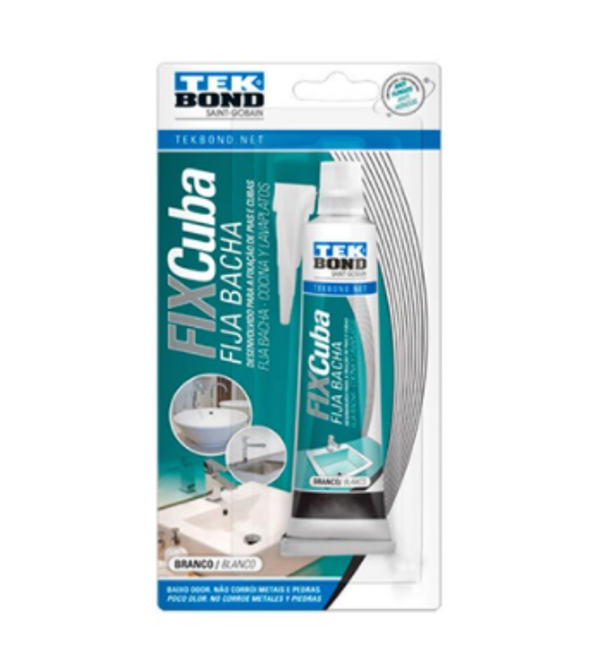 TEK
BOND
SAINT-GOBAIN
TEKBOND.NET
FIXCuba
FIJA BACHA
DESENVOLVIDO PARA A FIXAÇÃO DE PIAS E CUBAS
FIJA BACHA - COCINA Y LAVAPLATOS
TEK
BOND
SAINT-GOBAIN
TEKBOND.NET
FIXCuba
FIJA BACHA
BRANCO/ BLANCO
BRANCO / BLANCO
BAIXO ODOR. NÃO CORRÓI METAIS E PEDRAS
POCO OLOR. NO CORROE METALES Y PIEDRAS